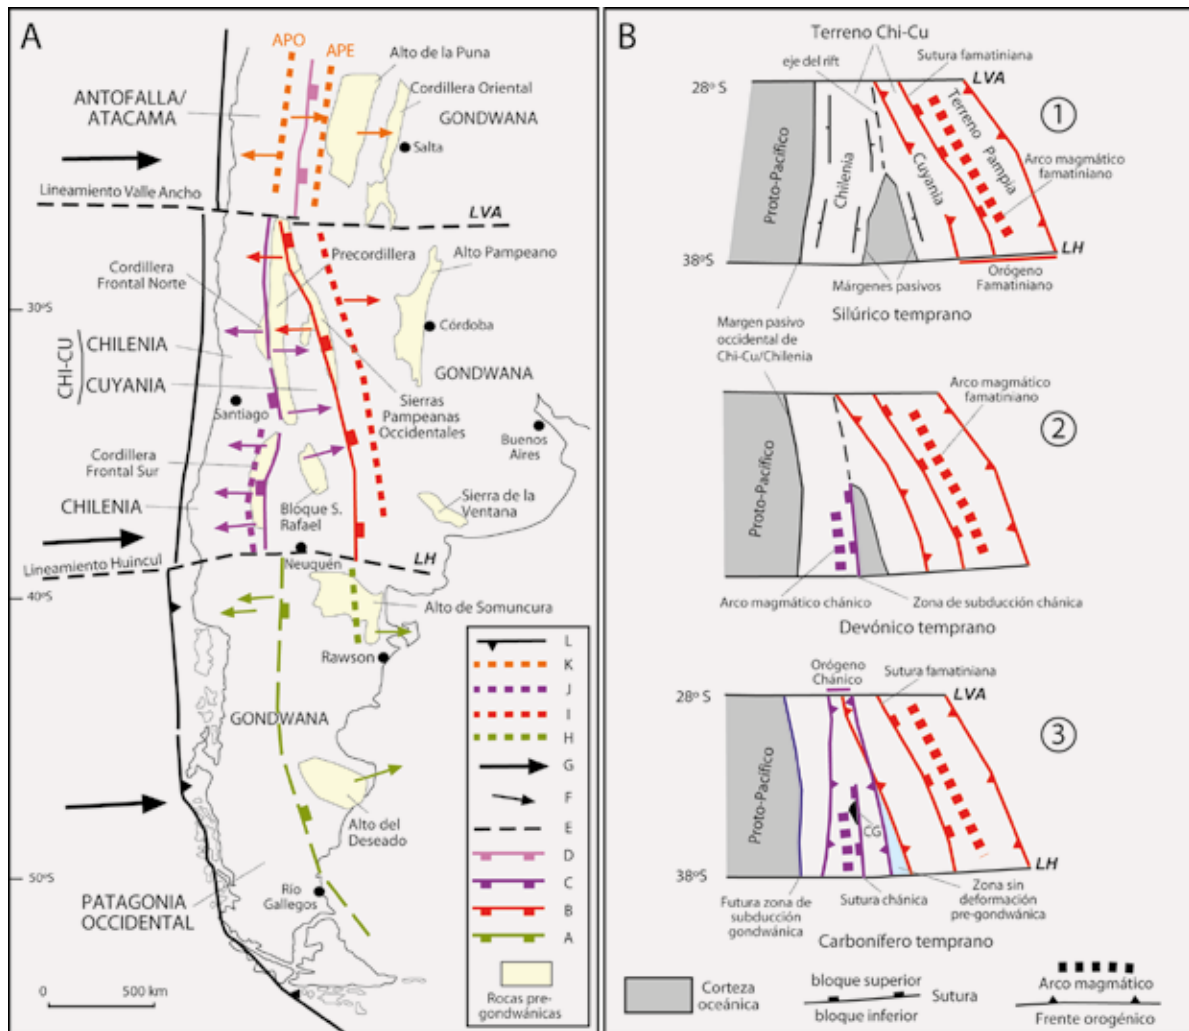 A
APO
APE
Alto de la Puna
Cordillera
Oriental
GONDWANA
ANTOFALLA/
ATACAMA
Salta
Lineamiento Valle Ancho
LVA
Precordillera
Alto Pampeano
Cordillera
Frontal Norte
30ºS
CHI-CU
CHILENIA
CUYANIA
Córdoba
GONDWANA
Santiago
Sierras
Pampeanas
Occidentales
Buenos
Aires
Cordillera
Frontal Sur
CHILENIA
Bloque S.
Rafael
Sierra de la
Ventana
Lineamiento Huincul
Neuquén
LH
40ºS
Alto de Somuncura
Rawson
GONDWANA
Alto del
Deseado
50ºS
PATAGONIA
OCCIDENTAL
Río
Gallegos
0 500 km
L
K
J
I
H
G
F
E
D
C
B
A
Rocas pre-
gondwánicas
B
Terreno Chi-Cu
eje del rift
Sutura famatiniana
28º S
LVA
1
Proto-Pacífico
Chilenia
Cuyania
Terreno Pampia
Arco magmático
famatiniano
38ºS
LH
Márgenes pasivos
Orógeno
Famatiniano
Silúrico temprano
Margen pasivo
occidental de
Chi-Cu/Chilenia
Arco magmático
famatiniano
2
Proto-Pacífico
Arco magmático chánico
Zona de subducción chánica
Devónico temprano
Orógeno
Chánico
Sutura famatiniana
28º S
LVA
3
Proto-Pacífico
CG
38ºS
LH
Futura zona de
subducción
gondwánica
Sutura chánica
Zona sin
deformación
pre-gondwánica
Carbonífero temprano
Corteza
oceánica
bloque superior
bloque inferior
Sutura
Arco magmático
Frente orogénico